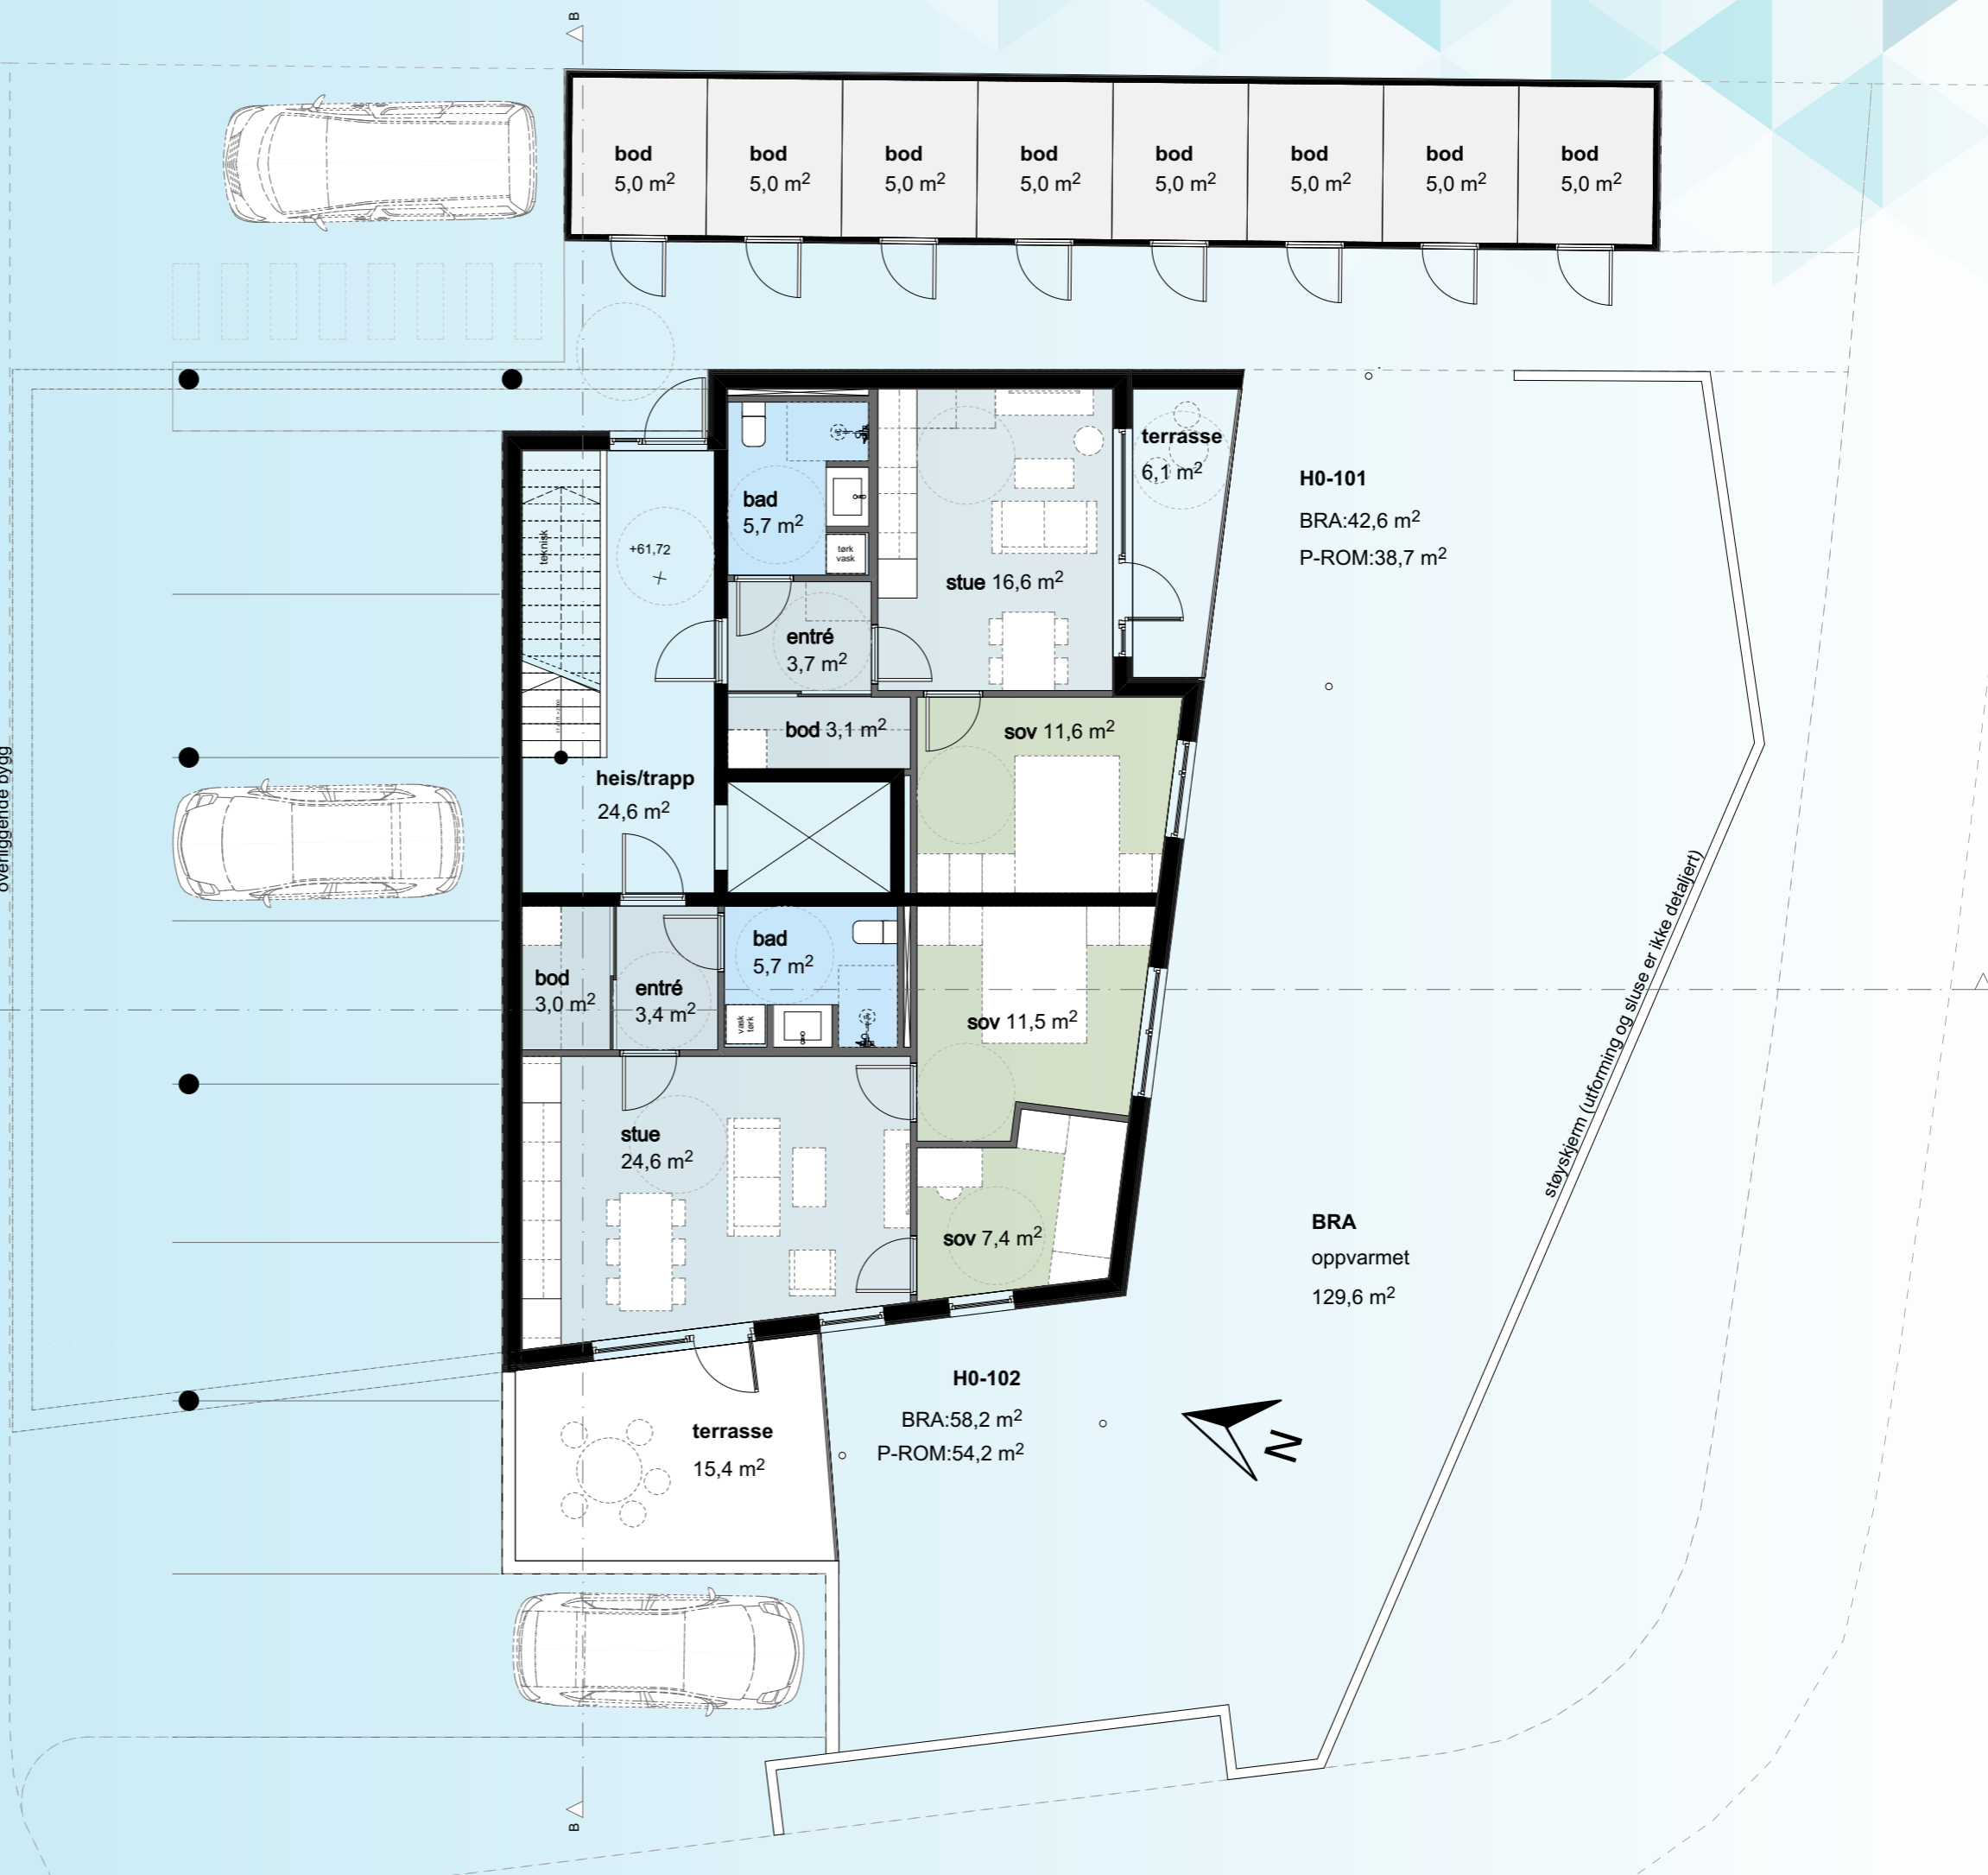 B
bod
5,0 m²
bod
5,0 m²
bod
5,0 m²
bod
5,0 m²
bod
5,0 m²
bod
5,0 m²
bod
5,0 m²
bod
5,0 m²
terrasse
6,1 m²
H0-101
BRA:42,6 m²
P-ROM:38,7 m²
bad
5,7 m²
tørk
vask
teknisk
+61,72
stue 16,6 m²
entré
3,7 m²
bod 3,1 m²
sov 11,6 m²
heis/trapp
24,6 m²
overliggende bygg
bad
5,7 m²
bod
3,0 m²
entré
3,4 m²
vask
tørk
sov 11,5 m²
støyskjerm (utforming og sluse er ikke detaljert)
stue
24,6 m²
sov 7,4 m²
BRA
oppvarmet
129,6 m²
H0-102
BRA:58,2 m²
P-ROM:54,2 m²
N
terrasse
15,4 m²
B